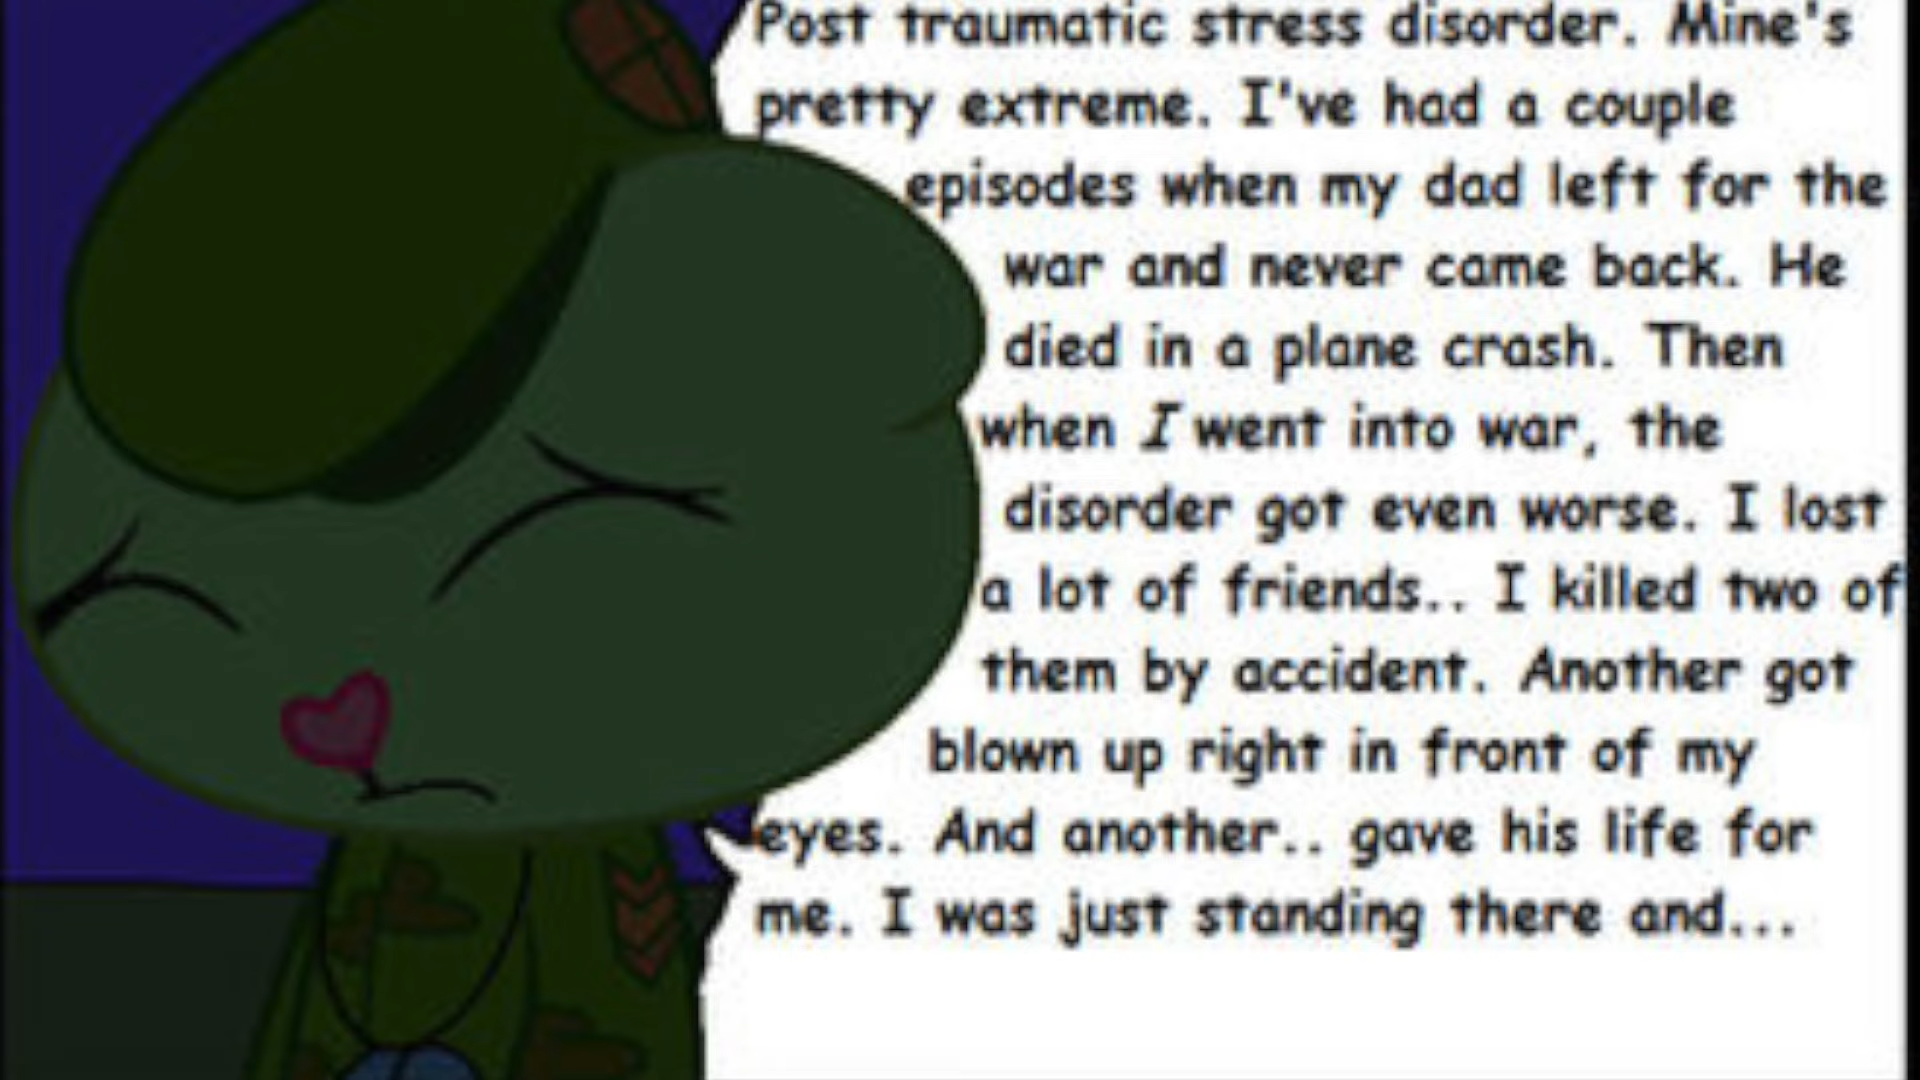 Post traumatic stress disorder. Mine's
pretty extreme. I've had a couple
episodes when my dad left for the
war and never came back. He
died in a plane crash. Then
when I went into war, the
disorder got even worse. I lost
a lot of friends.. I killed two of
them by accident. Another got
blown up right in front of my
eyes. And another.. gave his life for
me. I was just standing there and...